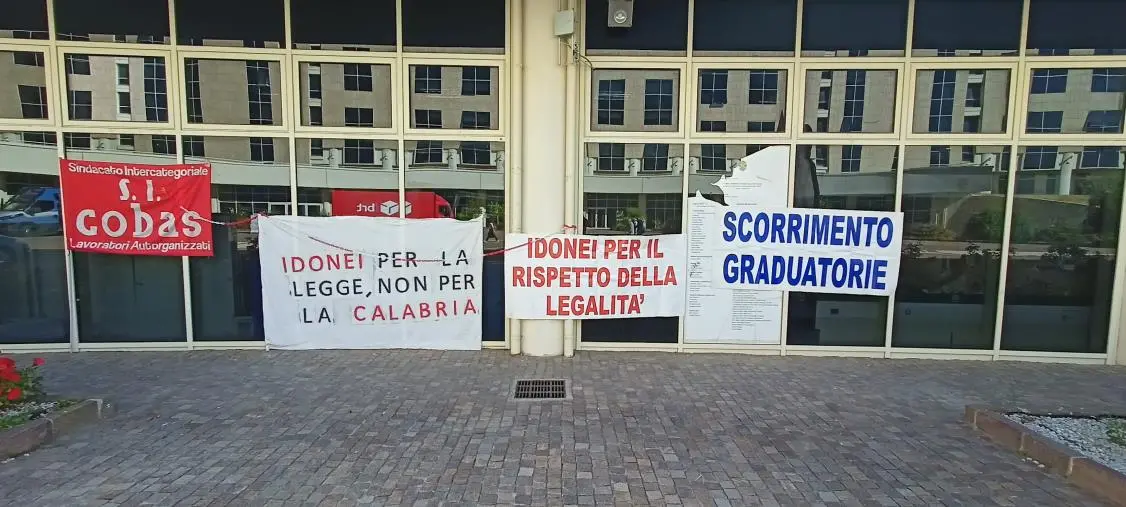 Sindacato Intercategoriale
S. I.
cobas
Lavoratori Autorganizzati
IDONEI PER LA
LEGGE, NON PER
LA CALABRIA
IDONEI PER IL
RISPETTO DELLA
LEGALITA'
SCORRIMENTO
GRADUATORIE
brt